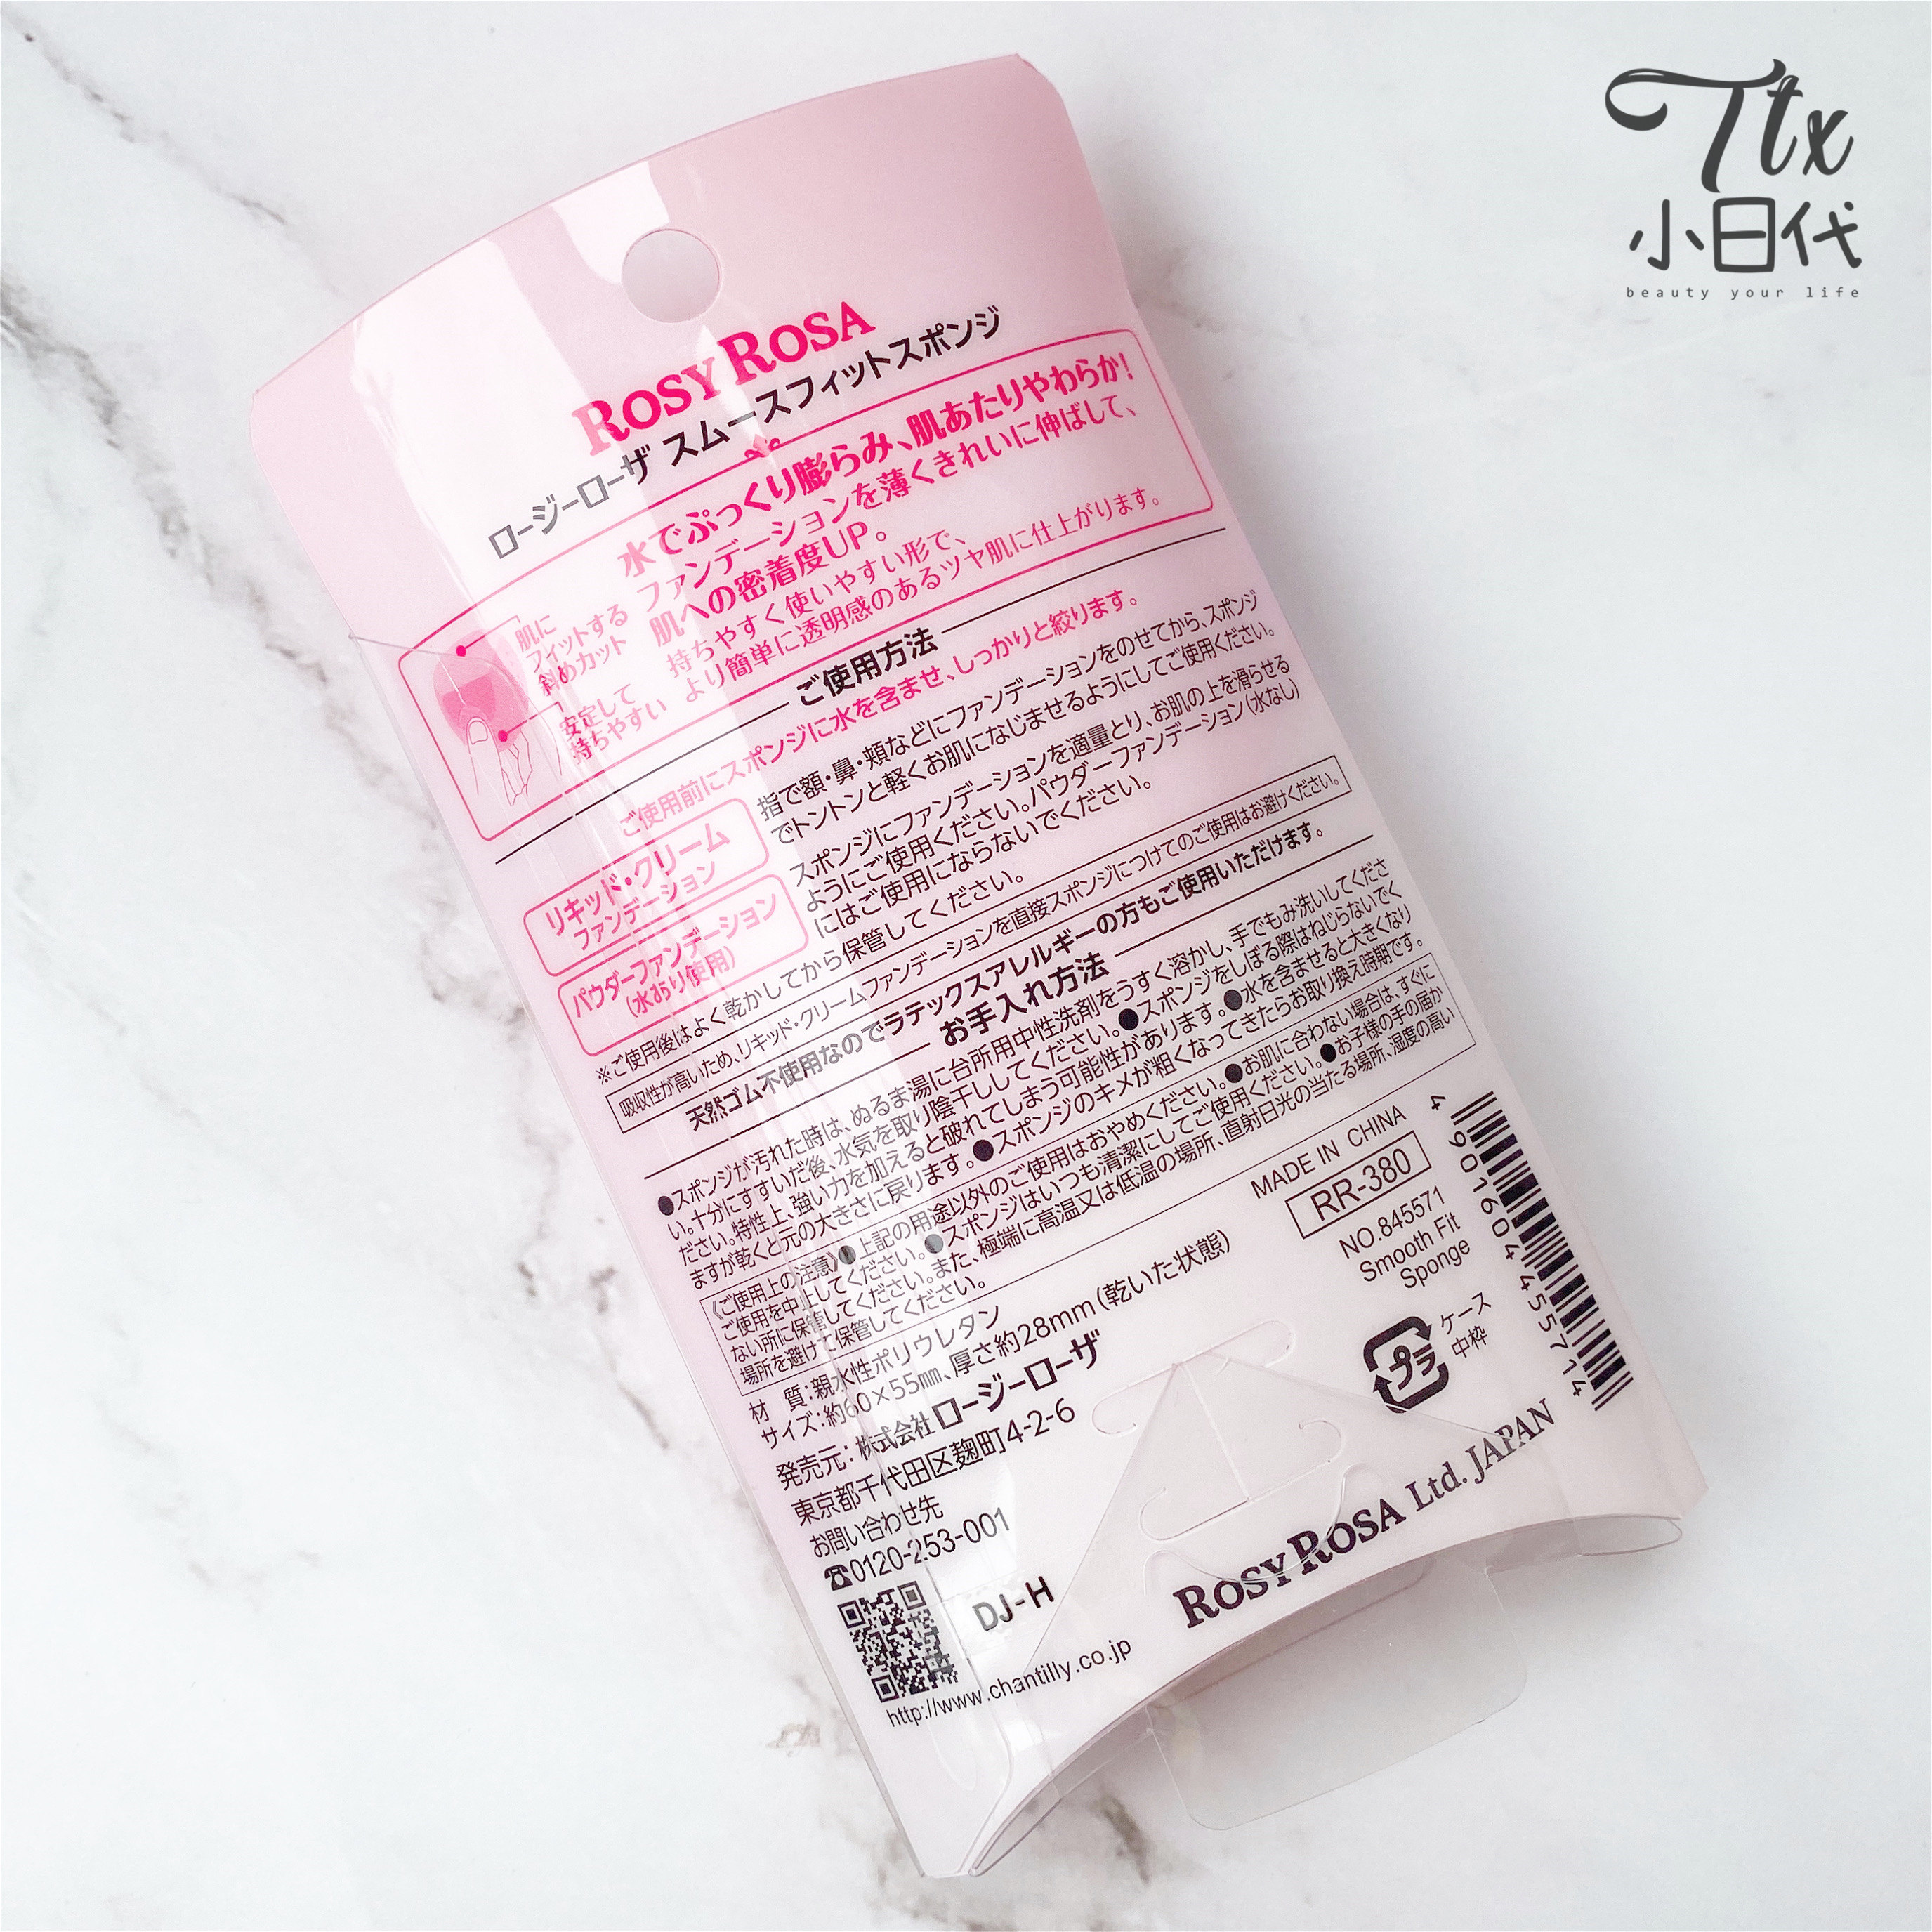 Ttx
小日代
beauty your life
ROSY ROSA
ロージーローザ スムースフィットスポンジ
水でぷっくり膨らみ、肌あたりやわらか!
ファンデーションを薄くきれいに伸ばして、
肌への密着度UP。
持ちやすく使いやすい形で、
より簡単に透明感のあるツヤ肌に仕上がります。
肌に
フィットする
斜めカット
安定して
持ちやすい
ご使用方法
ご使用前にスポンジに水を含ませ、しっかりと絞ります。
リキッド・クリーム
ファンデーション
指で額・鼻・頬などにファンデーションをのせてから、スポンジ
でトントンと軽くお肌になじませるようにしてご使用ください。
パウダーファンデーション
(水あり使用)
スポンジにファンデーションを適量とり、お肌の上を滑らせる
ようにご使用ください。パウダーファンデーション(水なし)
にはご使用にならないでください。
※ご使用後はよく乾かしてから保管してください。
吸収性が高いため、リキッド・クリームファンデーションを直接スポンジにつけてのご使用はお避けください。
天然ゴム不使用なのでラテックスアレルギーの方もご使用いただけます。
お手入れ方法
●スポンジが汚れた時は、ぬるま湯に台所用中性洗剤をうすく溶かし、手でもみ洗いしてくださ
い。十分にすすいだ後、水気を取り陰干ししてください。●スポンジをしぼる際はねじらないでく
ださい。特性上、強い力を加えると破れてしまう可能性があります。●水を含ませると大きくなり
ますが乾くと元の大きさに戻ります。●スポンジのキメが粗くなってきたらお取り換え時期です。
《ご使用上の注意》●上記の用途以外のご使用はおやめください。●お肌に合わない場合は、すぐに
ご使用を中止してください。●スポンジはいつも清潔にしてご使用ください。●お子様の手の届か
ない所に保管してください。また、極端に高温又は低温の場所、直射日光の当たる場所、湿度の高い
場所を避けて保管してください。
材 質:親水性ポリウレタン
サイズ:約60×55mm、厚さ約28mm(乾いた状態)
発売元:株式会社ロージーローザ
東京都千代田区麹町4-2-6
お問い合わせ先
☎0120-253-001
DJ-H
http://www.chantilly.co.jp
MADE IN CHINA
RR-380
NO.845571
Smooth Fit
Sponge
プラ
ケース
中枠
4 901604 455714
ROSY ROSA Ltd. JAPAN